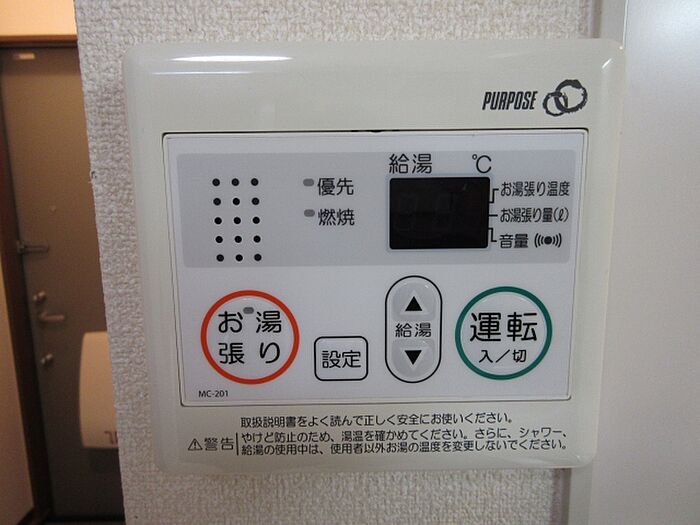 PURPOSE
給湯 ℃
優先
燃焼
お湯張り温度
お湯張り量(ℓ)
音量
お湯
張り
設定
給湯
運転
入／切
MC-201
取扱説明書をよく読んで正しく安全にお使いください。
⚠警告 やけど防止のため、湯温を確かめてください。さらに、シャワー、
給湯の使用中は、使用者以外お湯の温度を変更しないでください。